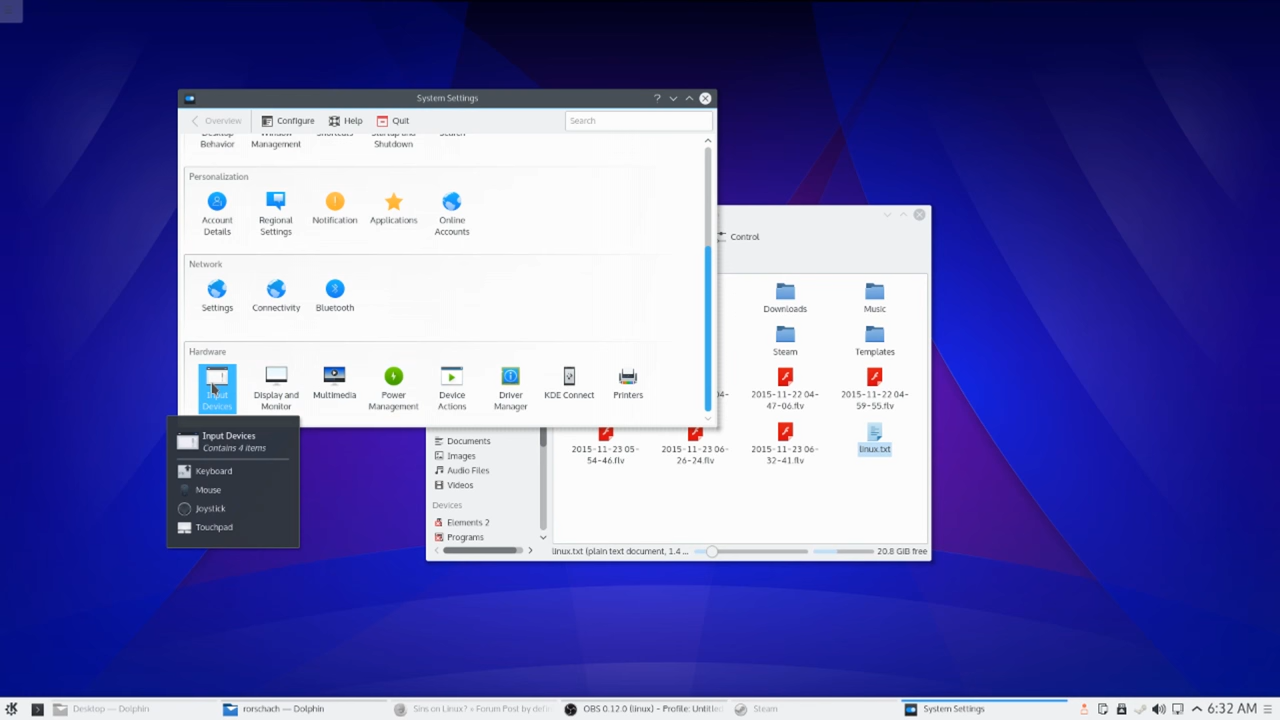 System Settings
Overview
Configure
Help
Quit
Search
Desktop
Behavior
Window
Management
Shortcuts
Startup and
Shutdown
Search
Personalization
Account
Details
Regional
Settings
Notification
Applications
Online
Accounts
Network
Settings
Connectivity
Bluetooth
Hardware
Input
Devices
Display and
Monitor
Multimedia
Power
Management
Device
Actions
Driver
Manager
KDE Connect
Printers
Input Devices
Contains 4 items
Keyboard
Mouse
Joystick
Touchpad
Control
Downloads
Music
Steam
Templates
2015-11-22 04-
47-06.flv
2015-11-22 04-
59-55.flv
2015-11-23 05-
54-46.flv
2015-11-23 06-
26-24.flv
2015-11-23 06-
32-41.flv
linux.txt
Documents
Images
Audio Files
Videos
Devices
Elements 2
Programs
linux.txt (plain text document, 1.4 ...
20.8 GiB free
Desktop — Dolphin
rorschach — Dolphin
Sins on Linux? « Forum Post by defin
OBS 0.12.0 (linux) - Profile: Untitled
Steam
System Settings
6:32 AM